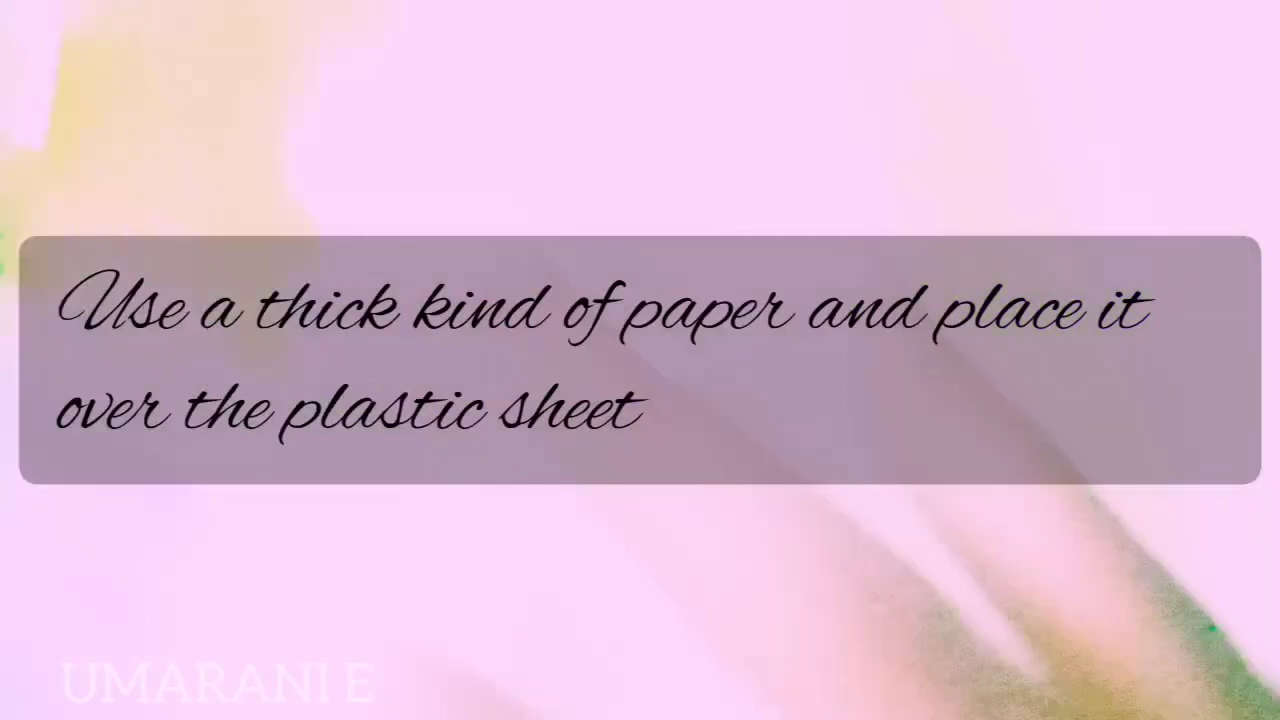 Use a thick kind of paper and place it
over the plastic sheet
UMARANI E